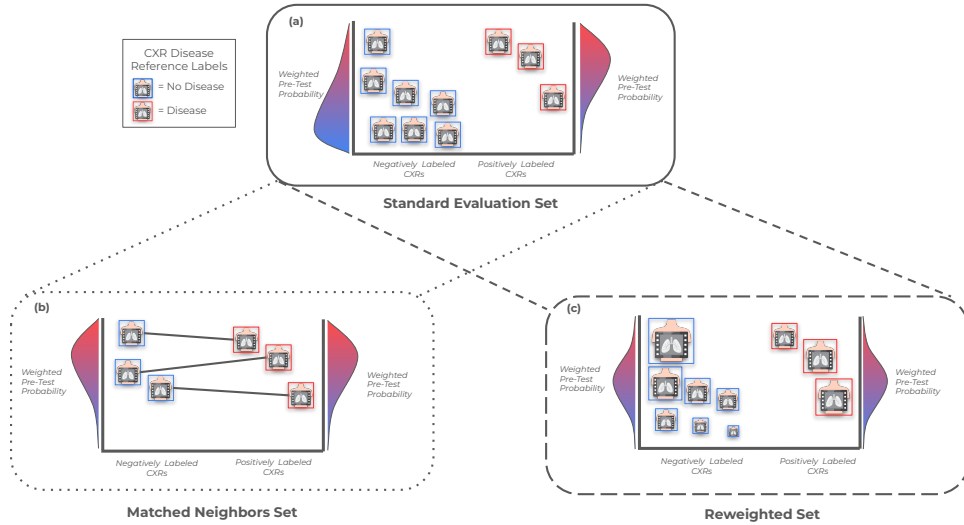 (a)
CXR Disease
Reference Labels
= No Disease
= Disease
Weighted
Pre-Test
Probability
Weighted
Pre-Test
Probability
Negatively Labeled
CXRs
Positively Labeled
CXRs
Standard Evaluation Set
(b)
Weighted
Pre-Test
Probability
Weighted
Pre-Test
Probability
Negatively Labeled
CXRs
Positively Labeled
CXRs
Matched Neighbors Set
(c)
Weighted
Pre-Test
Probability
Weighted
Pre-Test
Probability
Negatively Labeled
CXRs
Positively Labeled
CXRs
Reweighted Set